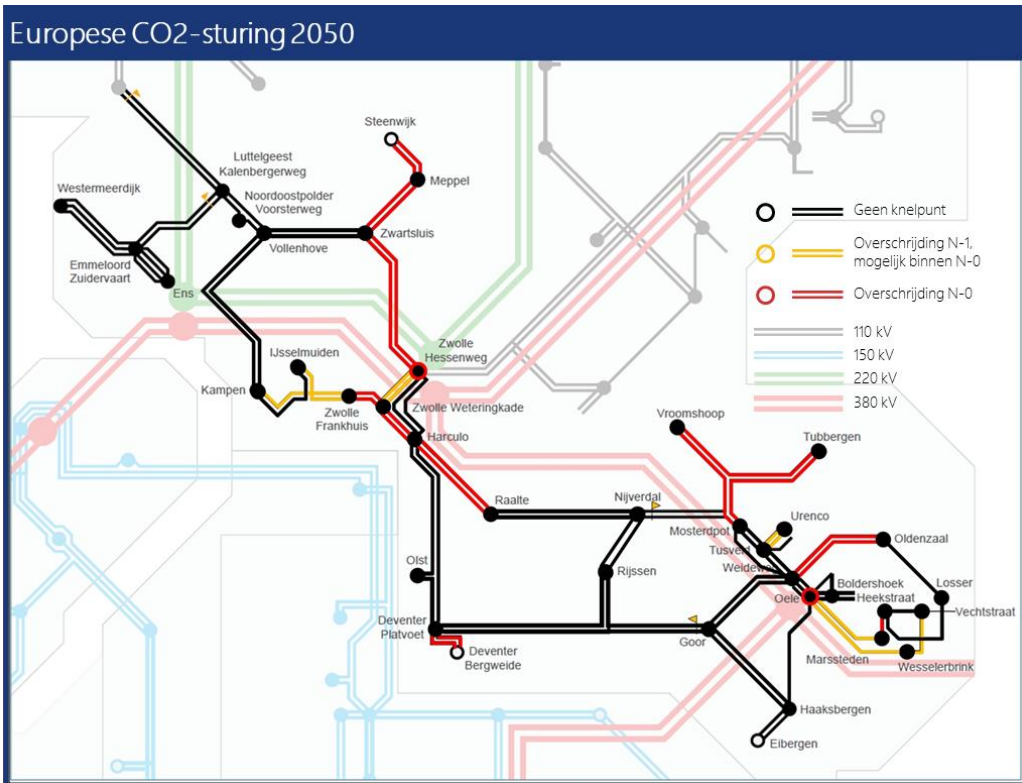 Europese CO2-sturing 2050
Steenwijk
Luttelgeest
Kalenbergerweg
Meppel
Westermeerdijk
Noordoostpolder
Voorsterweg
Zwartsluis
Vollenhove
Emmeloord
Zuidervaart
Ens
Geen knelpunt
Overschrijding N-1,
mogelijk binnen N-0
Overschrijding N-0
110 kV
150 kV
220 kV
380 kV
Zwolle
Hessenweg
IJsselmuiden
Kampen
Zwolle
Frankhuis
Zwolle Weteringkade
Harculo
Vroomshoop
Tubbergen
Raalte
Nijverdal
Urenco
Mosterdpot
Oldenzaal
Tusveld
Olst
Rijssen
Boldershoek
Losser
Oele
Heekstraat
Vechtstraat
Deventer
Platvoet
Goor
Deventer
Bergweide
Marssteden
Wesselerbrink
Haaksbergen
Eibergen